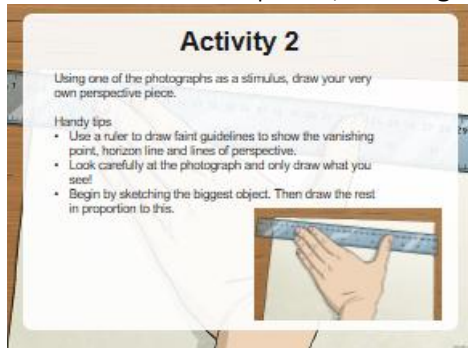 Activity 2
Using one of the photographs as a stimulus, draw your very
own perspective piece.
Handy tips
• Use a ruler to draw faint guidelines to show the vanishing
point, horizon line and lines of perspective.
• Look carefully at the photograph and only draw what you
see!
• Begin by sketching the biggest object. Then draw the rest
in proportion to this.